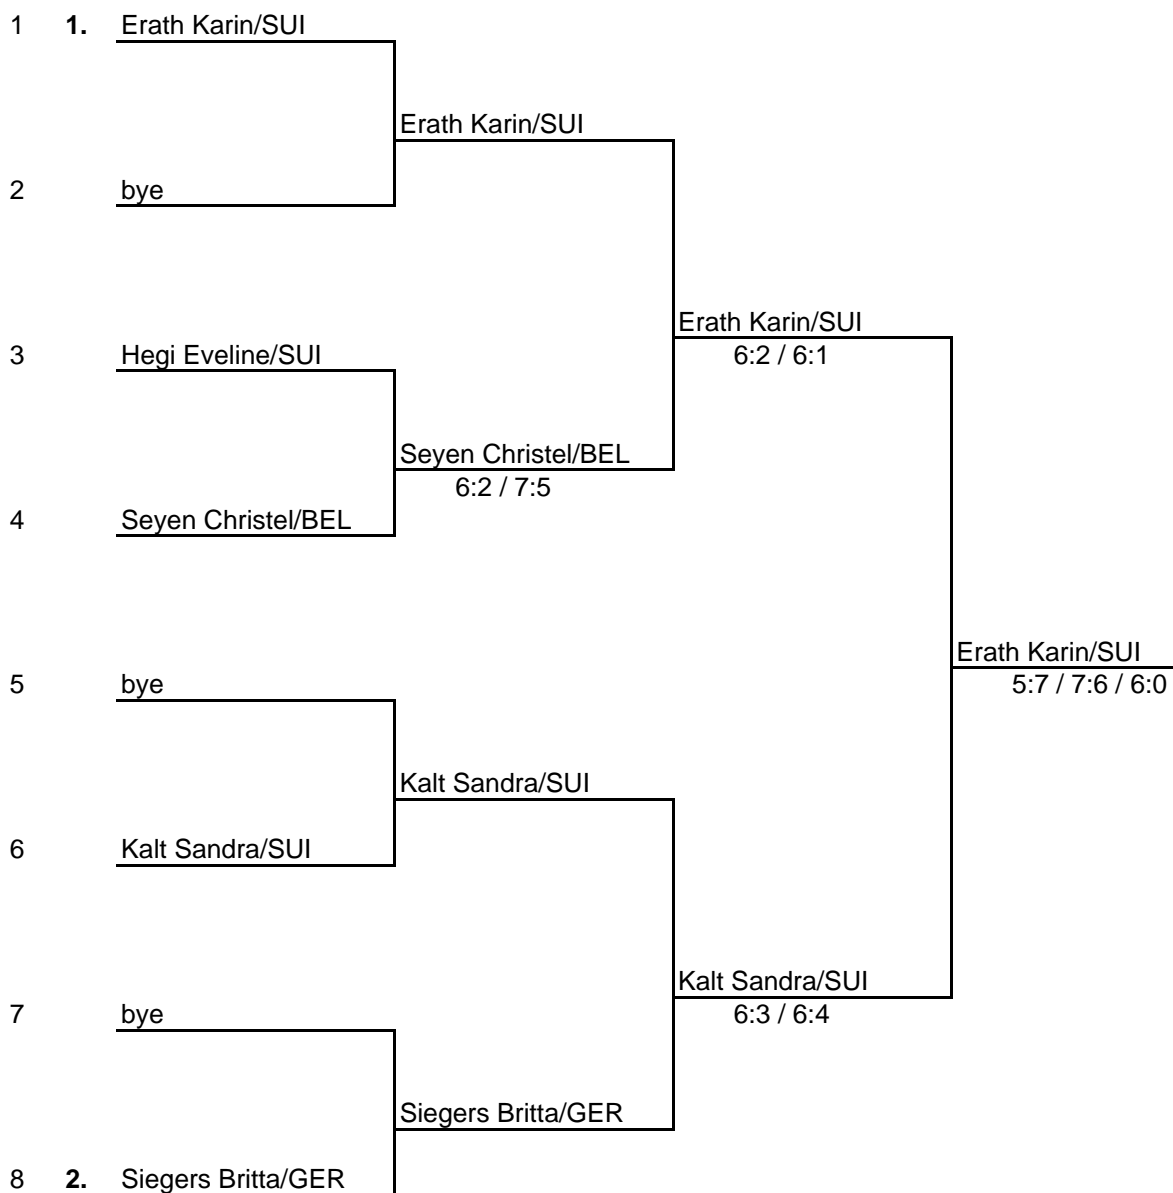 1 1. Erath Karin/SUI
Erath Karin/SUI
2 bye
Erath Karin/SUI
6:2 / 6:1
3 Hegi Eveline/SUI
Seyen Christel/BEL
6:2 / 7:5
4 Seyen Christel/BEL
Erath Karin/SUI
5:7 / 7:6 / 6:0
5 bye
Kalt Sandra/SUI
6 Kalt Sandra/SUI
Kalt Sandra/SUI
6:3 / 6:4
7 bye
Siegers Britta/GER
8 2. Siegers Britta/GER